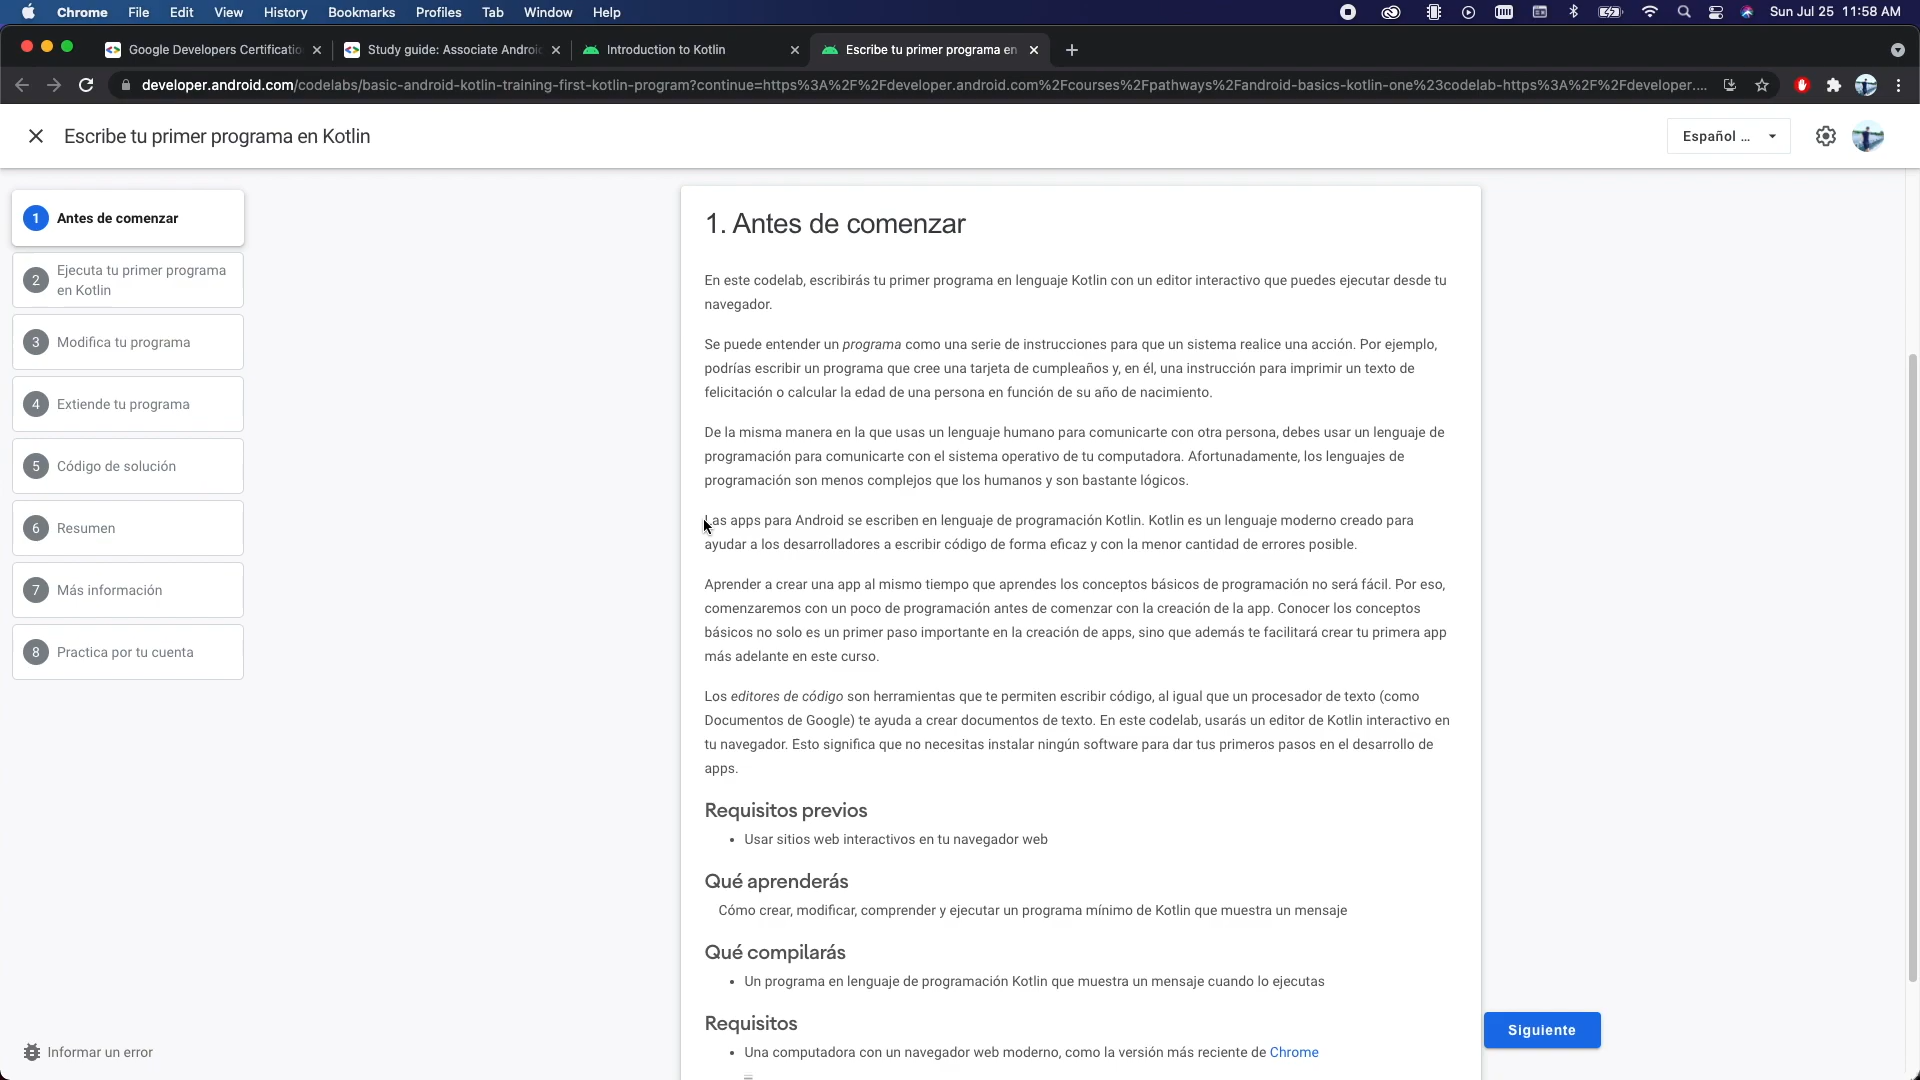 Chrome File Edit View History Bookmarks Profiles Tab Window Help Sun Jul 25 11:58 AM
Google Developers Certificatio Study guide: Associate Androi Introduction to Kotlin Escribe tu primer programa en
developer.android.com/codelabs/basic-android-kotlin-training-first-kotlin-program?continue=https%3A%2F%2Fdeveloper.android.com%2Fcourses%2Fpathways%2Fandroid-basics-kotlin-one%23codelab-https%3A%2F%2Fdeveloper....
Escribe tu primer programa en Kotlin
Español ...
1 Antes de comenzar
2 Ejecuta tu primer programa
en Kotlin
3 Modifica tu programa
4 Extiende tu programa
5 Código de solución
6 Resumen
7 Más información
8 Practica por tu cuenta
Informar un error
1. Antes de comenzar
En este codelab, escribirás tu primer programa en lenguaje Kotlin con un editor interactivo que puedes ejecutar desde tu
navegador.
Se puede entender un programa como una serie de instrucciones para que un sistema realice una acción. Por ejemplo,
podrías escribir un programa que cree una tarjeta de cumpleaños y, en él, una instrucción para imprimir un texto de
felicitación o calcular la edad de una persona en función de su año de nacimiento.
De la misma manera en la que usas un lenguaje humano para comunicarte con otra persona, debes usar un lenguaje de
programación para comunicarte con el sistema operativo de tu computadora. Afortunadamente, los lenguajes de
programación son menos complejos que los humanos y son bastante lógicos.
Las apps para Android se escriben en lenguaje de programación Kotlin. Kotlin es un lenguaje moderno creado para
ayudar a los desarrolladores a escribir código de forma eficaz y con la menor cantidad de errores posible.
Aprender a crear una app al mismo tiempo que aprendes los conceptos básicos de programación no será fácil. Por eso,
comenzaremos con un poco de programación antes de comenzar con la creación de la app. Conocer los conceptos
básicos no solo es un primer paso importante en la creación de apps, sino que además te facilitará crear tu primera app
más adelante en este curso.
Los editores de código son herramientas que te permiten escribir código, al igual que un procesador de texto (como
Documentos de Google) te ayuda a crear documentos de texto. En este codelab, usarás un editor de Kotlin interactivo en
tu navegador. Esto significa que no necesitas instalar ningún software para dar tus primeros pasos en el desarrollo de
apps.
Requisitos previos
• Usar sitios web interactivos en tu navegador web
Qué aprenderás
Cómo crear, modificar, comprender y ejecutar un programa mínimo de Kotlin que muestra un mensaje
Qué compilarás
• Un programa en lenguaje de programación Kotlin que muestra un mensaje cuando lo ejecutas
Requisitos
• Una computadora con un navegador web moderno, como la versión más reciente de Chrome
Siguiente